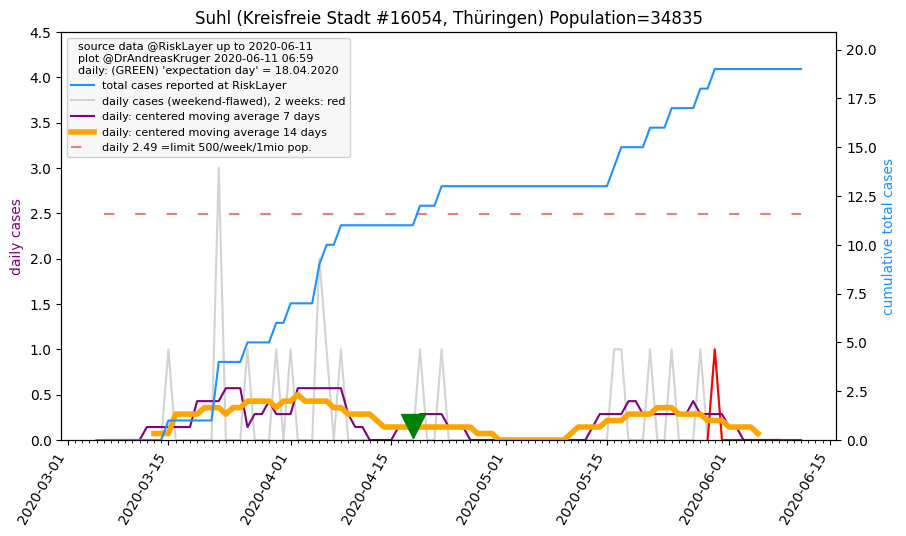 Suhl (Kreisfreie Stadt #16054, Thüringen) Population=34835
source data @RiskLayer up to 2020-06-11
plot @DrAndreasKruger 2020-06-11 06:59
daily: (GREEN) 'expectation day' = 18.04.2020
total cases reported at RiskLayer
daily cases (weekend-flawed), 2 weeks: red
daily: centered moving average 7 days
daily: centered moving average 14 days
daily 2.49 =limit 500/week/1mio pop.
daily cases
4.5
4.0
3.5
3.0
2.5
2.0
1.5
1.0
0.5
0.0
cumulative total cases
20.0
17.5
15.0
12.5
10.0
7.5
5.0
2.5
0.0
2020-03-01
2020-03-15
2020-04-01
2020-04-15
2020-05-01
2020-05-15
2020-06-01
2020-06-15